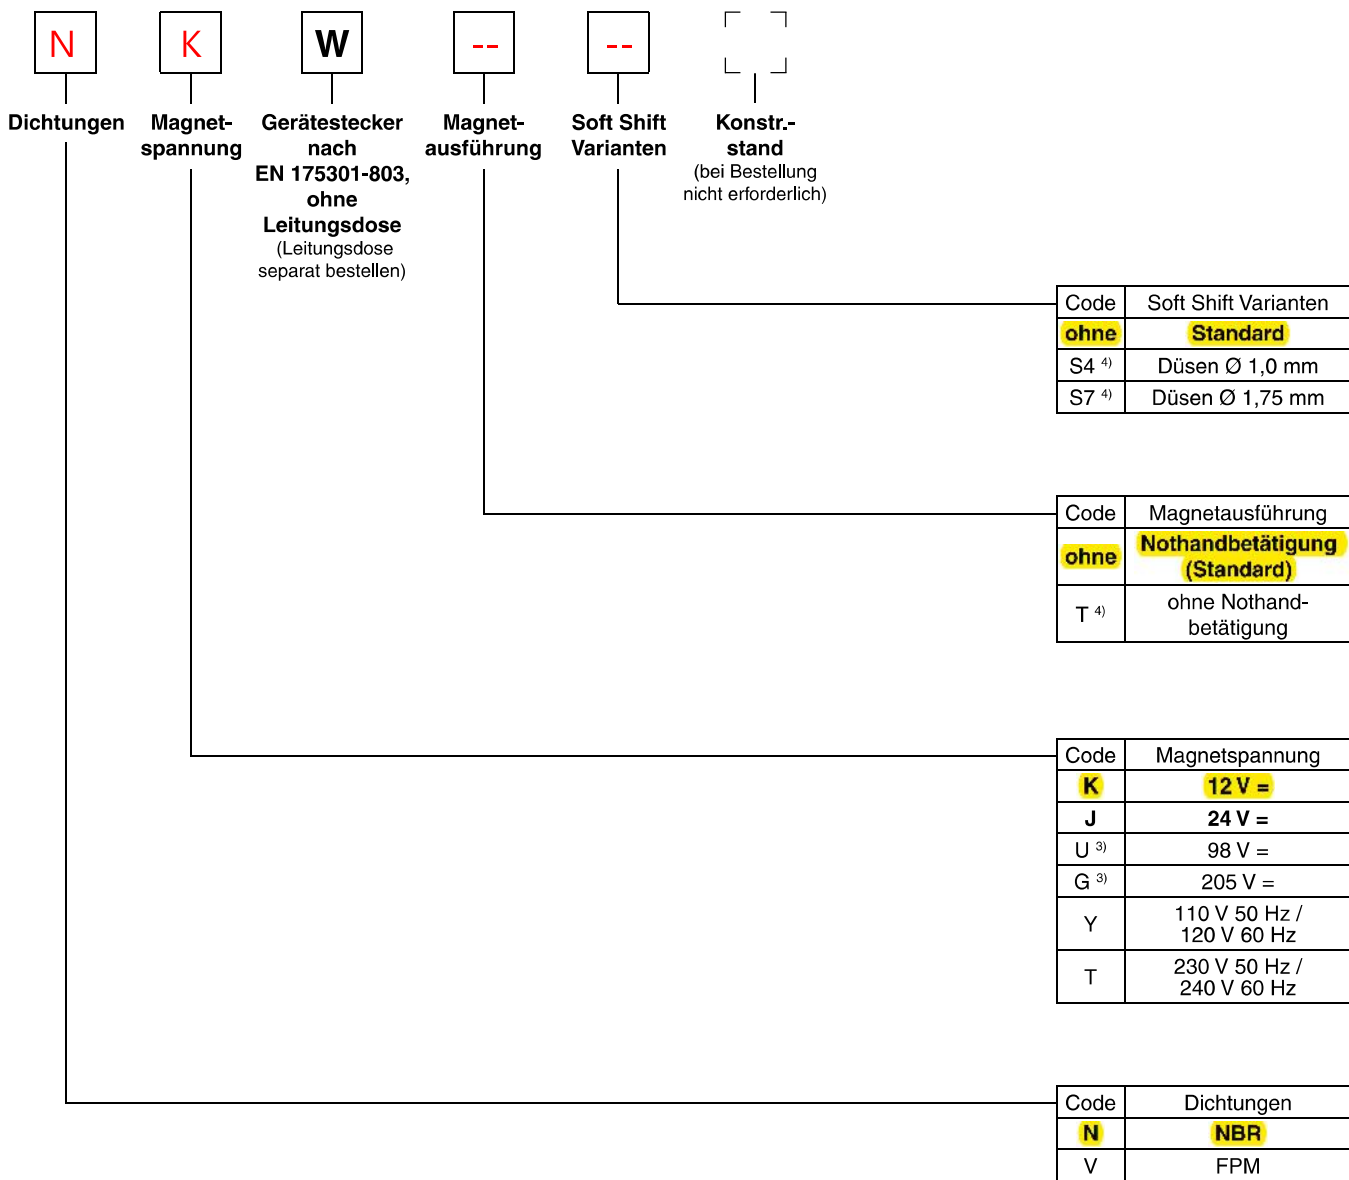 N K W -- --
Dichtungen
Magnet-
spannung
Gerätestecker
nach
EN 175301-803,
ohne
Leitungsdose
(Leitungsdose
separat bestellen)
Magnet-
ausführung
Soft Shift
Varianten
Konstr.-
stand
(bei Bestellung
nicht erforderlich)
Code Soft Shift Varianten
ohne Standard
S4 4) Düsen Ø 1,0 mm
S7 4) Düsen Ø 1,75 mm
Code Magnetausführung
ohne Nothandbetätigung
(Standard)
T 4) ohne Nothand-
betätigung
Code Magnetspannung
K 12 V =
J 24 V =
U 3) 98 V =
G 3) 205 V =
Y 110 V 50 Hz /
120 V 60 Hz
T 230 V 50 Hz /
240 V 60 Hz
Code Dichtungen
N NBR
V FPM